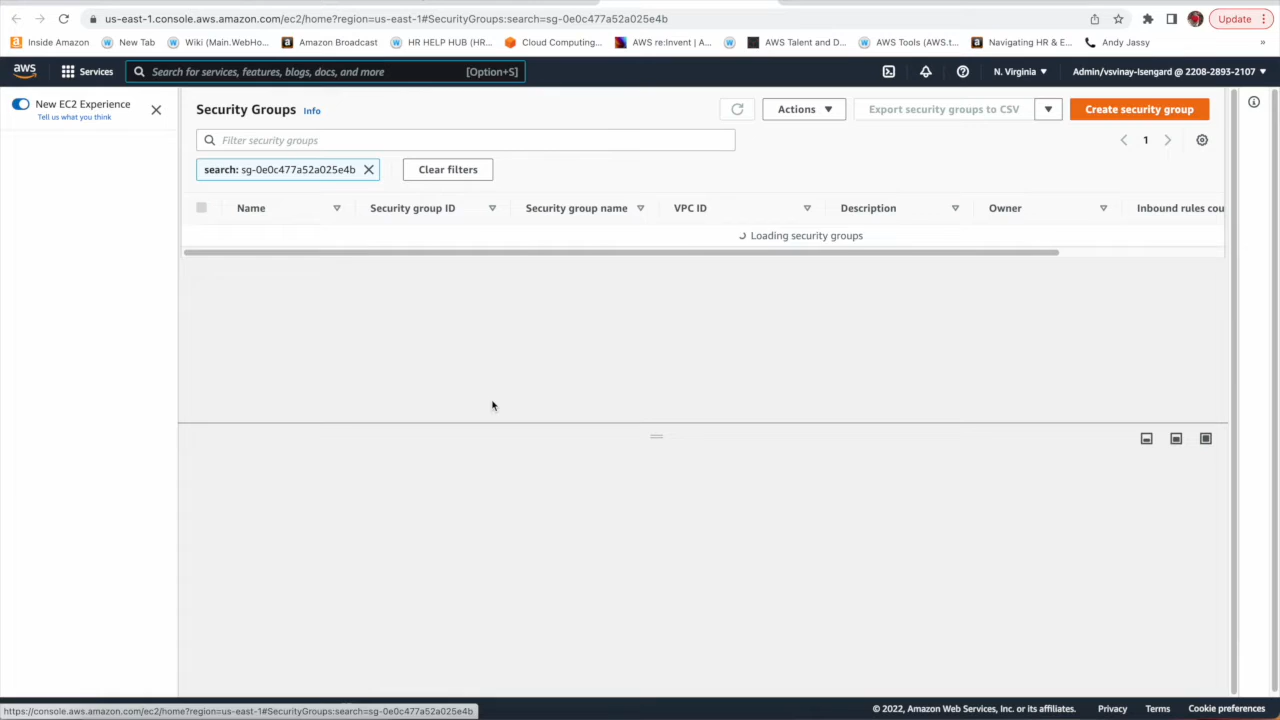 us-east-1.console.aws.amazon.com/ec2/home?region=us-east-1#SecurityGroups:search=sg-0e0c477a52a025e4b
Update
Inside Amazon
New Tab
Wiki (Main.WebHo...
Amazon Broadcast
HR HELP HUB (HR...
Cloud Computing...
AWS re:Invent | A...
AWS Talent and D...
AWS Tools (AWS.t...
Navigating HR & E...
Andy Jassy
»
aws
Services
Search for services, features, blogs, docs, and more
[Option+S]
N. Virginia
Admin/vsvinay-Isengard @ 2208-2893-2107
New EC2 Experience
Tell us what you think
Security Groups
Info
Actions
Export security groups to CSV
Create security group
Filter security groups
1
search: sg-0e0c477a52a025e4b
Clear filters
Name
Security group ID
Security group name
VPC ID
Description
Owner
Inbound rules cou
Loading security groups
https://console.aws.amazon.com/ec2/home?region=us-east-1#SecurityGroups:search=sg-0e0c477a52a025e4b
© 2022, Amazon Web Services, Inc. or its affiliates.
Privacy
Terms
Cookie preferences